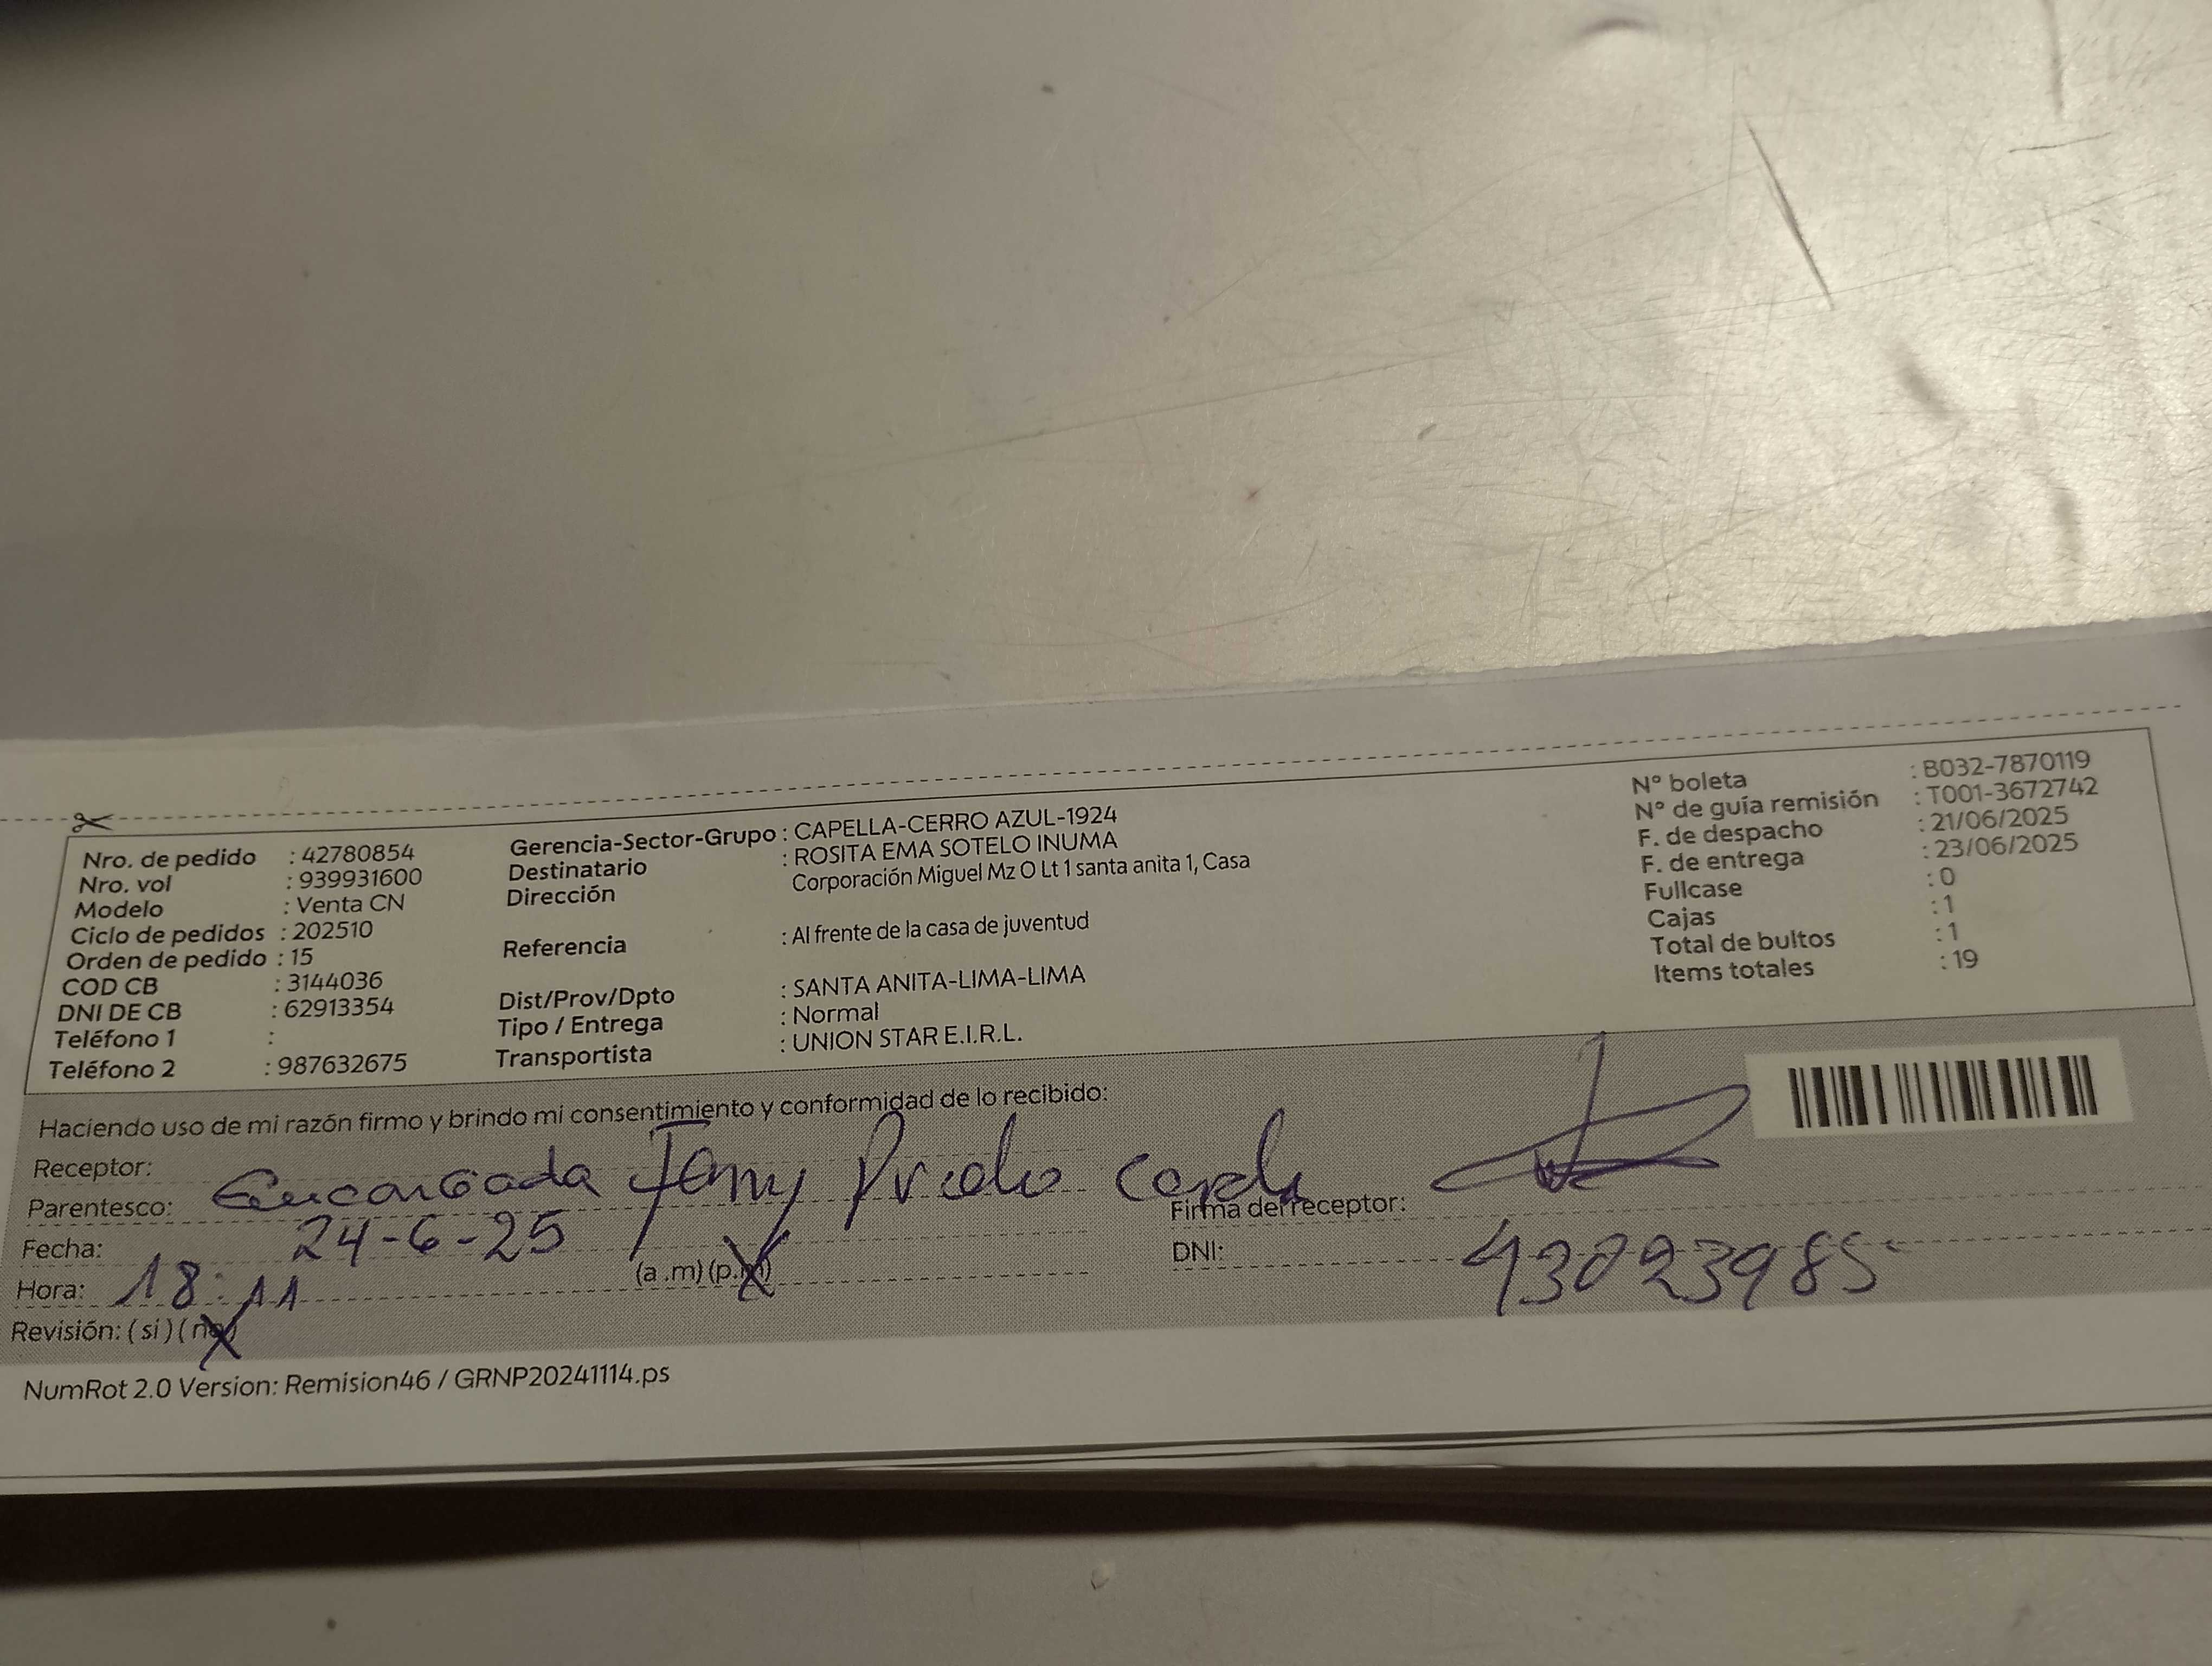 Nro. de pedido : 42780854
Nro. vol : 939931600
Modelo : Venta CN
Ciclo de pedidos : 202510
Orden de pedido : 15
COD CB : 3144036
DNI DE CB : 62913354
Teléfono 1 :
Teléfono 2 : 987632675
Gerencia-Sector-Grupo : CAPELLA-CERRO AZUL-1924
Destinatario : ROSITA EMA SOTELO INUMA
Dirección Corporación Miguel Mz O Lt 1 santa anita 1, Casa
Referencia : Al frente de la casa de juventud
Dist/Prov/Dpto : SANTA ANITA-LIMA-LIMA
Tipo / Entrega : Normal
Transportista : UNION STAR E.I.R.L.
N° boleta : B032-7870119
N° de guía remisión : T001-3672742
F. de despacho : 21/06/2025
F. de entrega : 23/06/2025
Fullcase : 0
Cajas : 1
Total de bultos : 1
Items totales : 19
Haciendo uso de mi razón firmo y brindo mi consentimiento y conformidad de lo recibido:
Receptor:
Parentesco: Encargada
Firma del receptor:
Fecha: 24-6-25
DNI: 43023985
Hora: 18:11 (a.m) (p.m)
Revisión: (si) (no)
NumRot 2.0 Version: Remision46 / GRNP20241114.ps